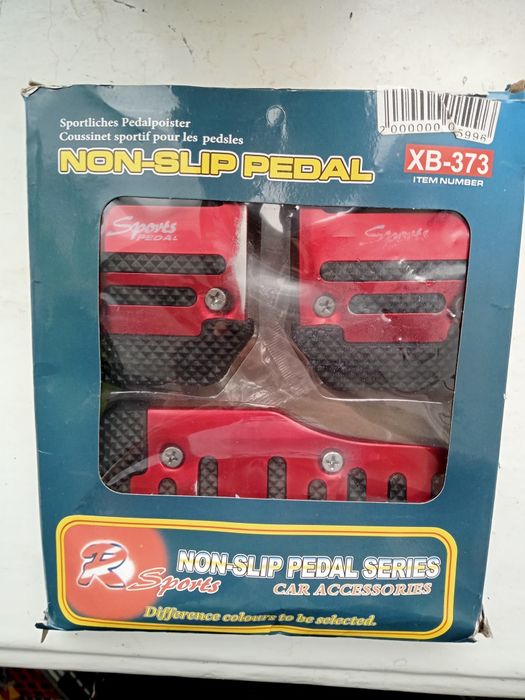 Sportliches Pedalpoister
Coussinet sportif pour les pedsles
NON-SLIP PEDAL
XB-373
ITEM NUMBER
Sports
PEDAL
Sports
R
Sports
NON-SLIP PEDAL SERIES
CAR ACCESSORIES
Difference colours to be selected.